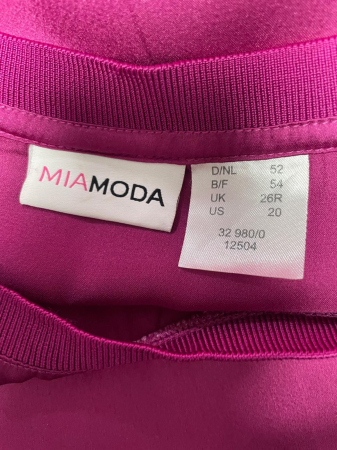 MIAMODA
D/NL 52
B/F 54
UK 26R
US 20
32 980/0
12504